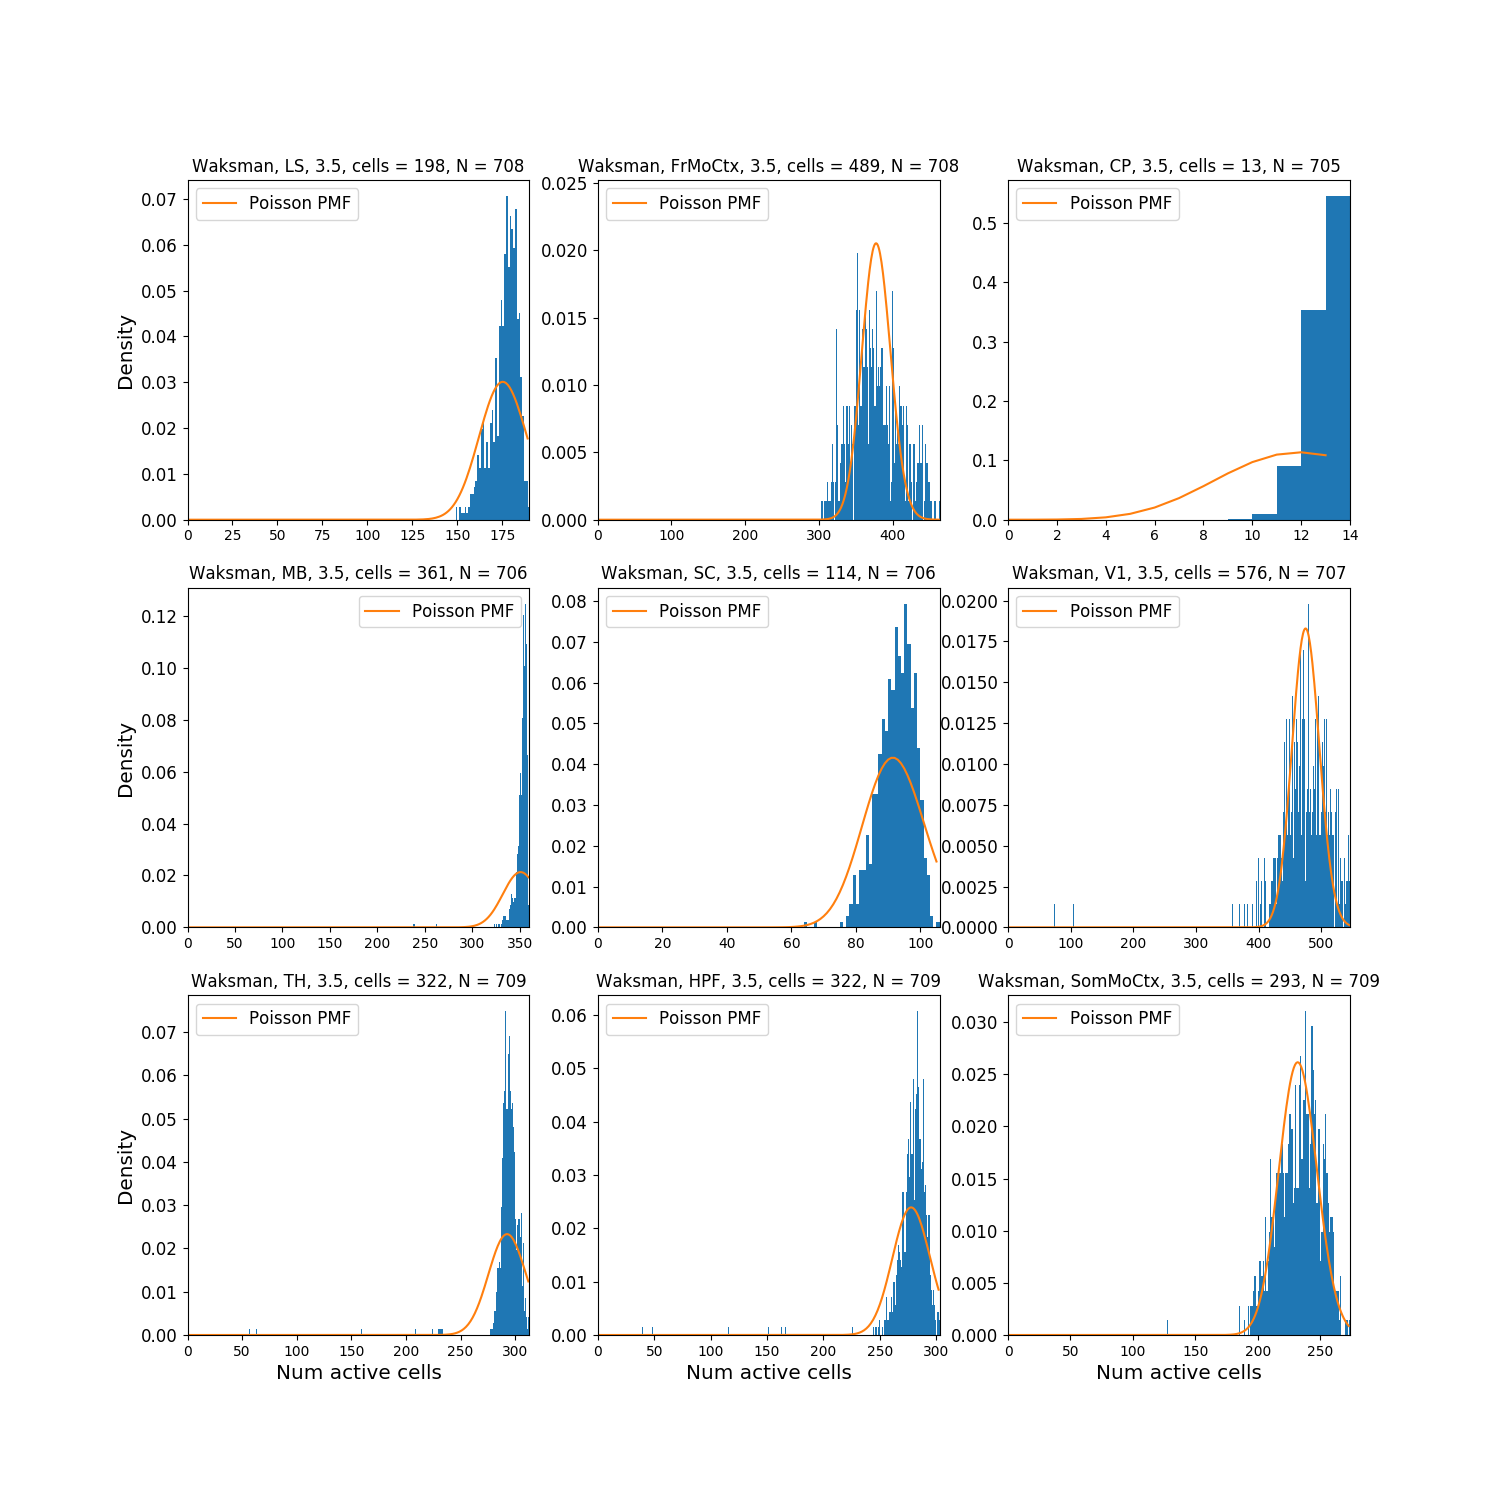 Waksman, LS, 3.5, cells = 198, N = 708
Waksman, FrMoCtx, 3.5, cells = 489, N = 708
Waksman, CP, 3.5, cells = 13, N = 705
Density
0.07
0.06
0.05
0.04
0.03
0.02
0.01
0.00
Poisson PMF
0 25 50 75 100 125 150 175
0.025
0.020
0.015
0.010
0.005
0.000
Poisson PMF
0 100 200 300 400
0.5
0.4
0.3
0.2
0.1
0.0
Poisson PMF
0 2 4 6 8 10 12 14
Waksman, MB, 3.5, cells = 361, N = 706
Waksman, SC, 3.5, cells = 114, N = 706
Waksman, V1, 3.5, cells = 576, N = 707
Density
0.12
0.10
0.08
0.06
0.04
0.02
0.00
Poisson PMF
0 50 100 150 200 250 300 350
0.08
0.07
0.06
0.05
0.04
0.03
0.02
0.01
0.00
Poisson PMF
0 20 40 60 80 100
0.0200
0.0175
0.0150
0.0125
0.0100
0.0075
0.0050
0.0025
0.0000
Poisson PMF
0 100 200 300 400 500
Waksman, TH, 3.5, cells = 322, N = 709
Waksman, HPF, 3.5, cells = 322, N = 709
Waksman, SomMoCtx, 3.5, cells = 293, N = 709
Density
0.07
0.06
0.05
0.04
0.03
0.02
0.01
0.00
Poisson PMF
0 50 100 150 200 250 300
Num active cells
0.06
0.05
0.04
0.03
0.02
0.01
0.00
Poisson PMF
0 50 100 150 200 250 300
Num active cells
0.030
0.025
0.020
0.015
0.010
0.005
0.000
Poisson PMF
0 50 100 150 200 250
Num active cells